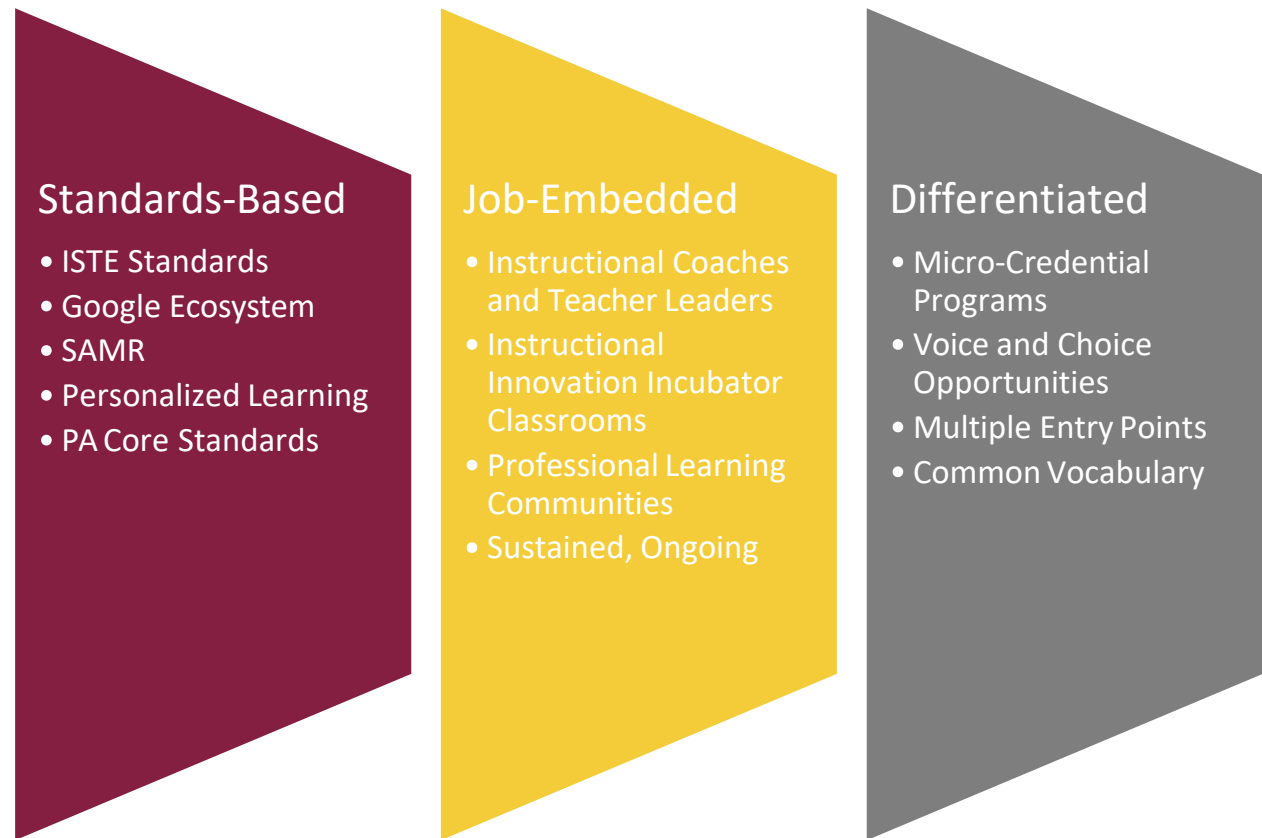 Standards-Based
• ISTE Standards
• Google Ecosystem
• SAMR
• Personalized Learning
• PA Core Standards
Job-Embedded
• Instructional Coaches
and Teacher Leaders
• Instructional
Innovation Incubator
Classrooms
• Professional Learning
Communities
• Sustained, Ongoing
Differentiated
• Micro-Credential
Programs
• Voice and Choice
Opportunities
• Multiple Entry Points
• Common Vocabulary